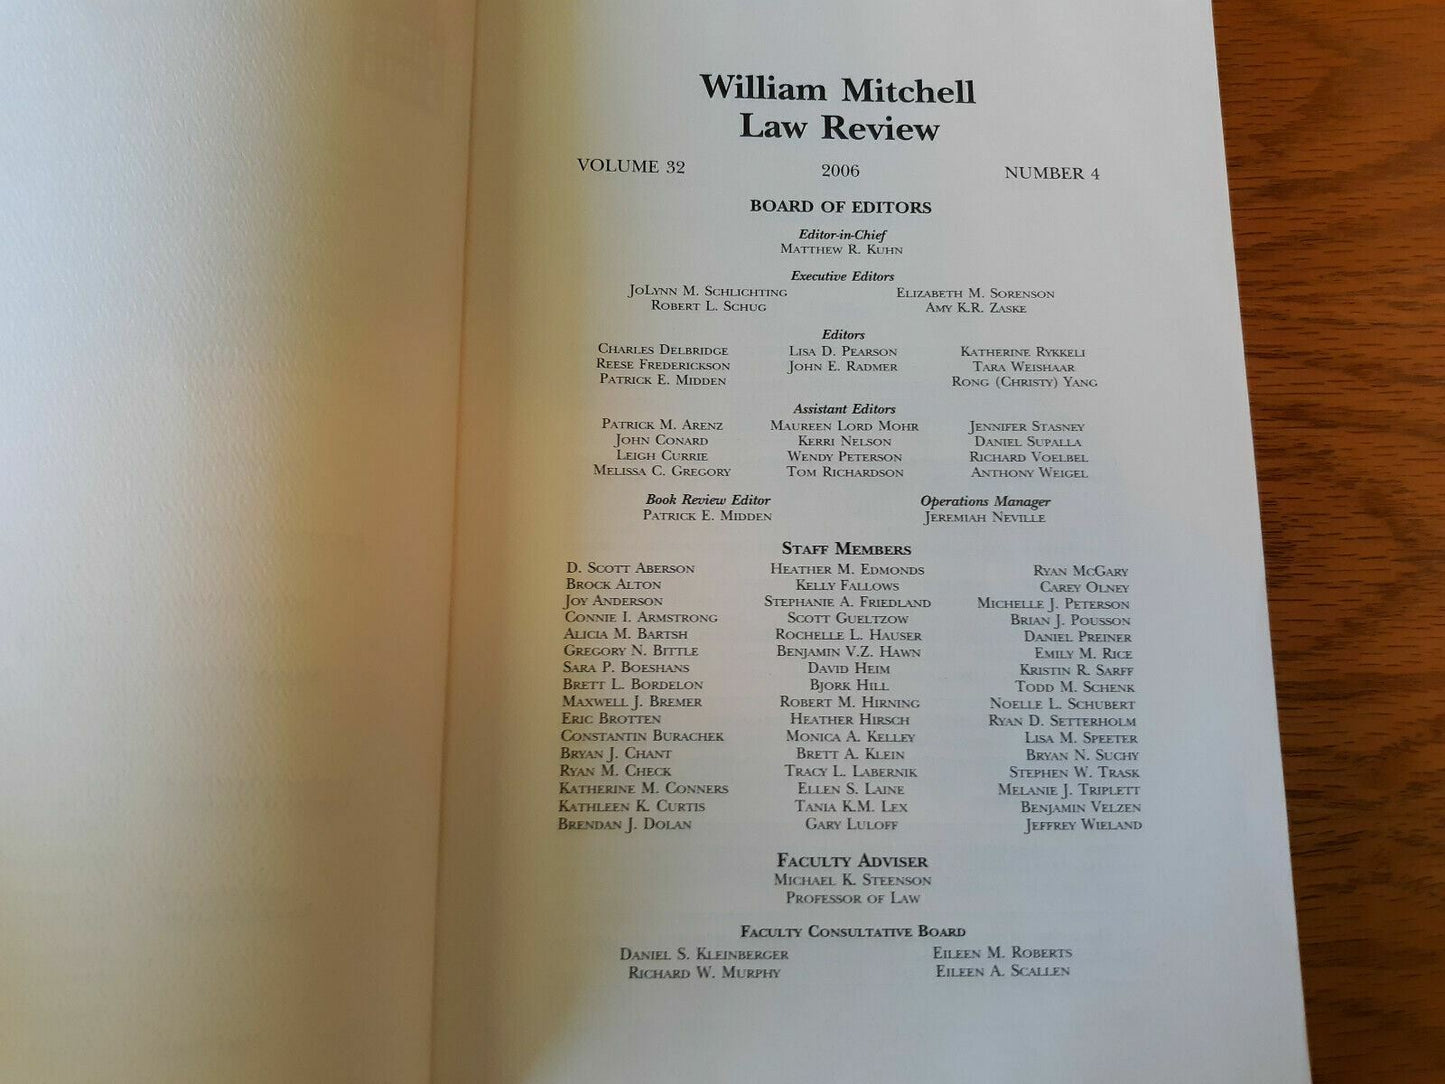 William Mitchell
Law Review
VOLUME 32 2006 NUMBER 4
BOARD OF EDITORS
Editor-in-Chief
MATTHEW R. KUHN
Executive Editors
JOLYNN M. SCHLICHTING ELIZABETH M. SORENSON
ROBERT L. SCHUG AMY K.R. ZASKE
Editors
CHARLES DELBRIDGE LISA D. PEARSON KATHERINE RYKKELI
REESE FREDERICKSON JOHN E. RADMER TARA WEISHAAR
PATRICK E. MIDDEN RONG (CHRISTY) YANG
Assistant Editors
PATRICK M. ARENZ MAUREEN LORD MOHR JENNIFER STASNEY
JOHN CONARD KERRI NELSON DANIEL SUPALLA
LEIGH CURRIE WENDY PETERSON RICHARD VOELBEL
MELISSA C. GREGORY TOM RICHARDSON ANTHONY WEIGEL
Book Review Editor Operations Manager
PATRICK E. MIDDEN JEREMIAH NEVILLE
STAFF MEMBERS
D. SCOTT ABERSON HEATHER M. EDMONDS RYAN MCGARY
BROCK ALTON KELLY FALLOWS CAREY OLNEY
JOY ANDERSON STEPHANIE A. FRIEDLAND MICHELLE J. PETERSON
CONNIE I. ARMSTRONG SCOTT GUELTZOW BRIAN J. POUSSON
ALICIA M. BARTSH ROCHELLE L. HAUSER DANIEL PREINER
GREGORY N. BITTLE BENJAMIN V.Z. HAWN EMILY M. RICE
SARA P. BOESHANS DAVID HEIM KRISTIN R. SARFF
BRETT L. BORDELON BJORK HILL TODD M. SCHENK
MAXWELL J. BREMER ROBERT M. HIRNING NOELLE L. SCHUBERT
ERIC BROTTEN HEATHER HIRSCH RYAN D. SETTERHOLM
CONSTANTIN BURACHEK MONICA A. KELLEY LISA M. SPEETER
BRYAN J. CHANT BRETT A. KLEIN BRYAN N. SUCHY
RYAN M. CHECK TRACY L. LABERNIK STEPHEN W. TRASK
KATHERINE M. CONNERS ELLEN S. LAINE MELANIE J. TRIPLETT
KATHLEEN K. CURTIS TANIA K.M. LEX BENJAMIN VELZEN
BRENDAN J. DOLAN GARY LULOFF JEFFREY WIELAND
FACULTY ADVISER
MICHAEL K. STEENSON
PROFESSOR OF LAW
FACULTY CONSULTATIVE BOARD
DANIEL S. KLEINBERGER EILEEN M. ROBERTS
RICHARD W. MURPHY EILEEN A. SCALLEN